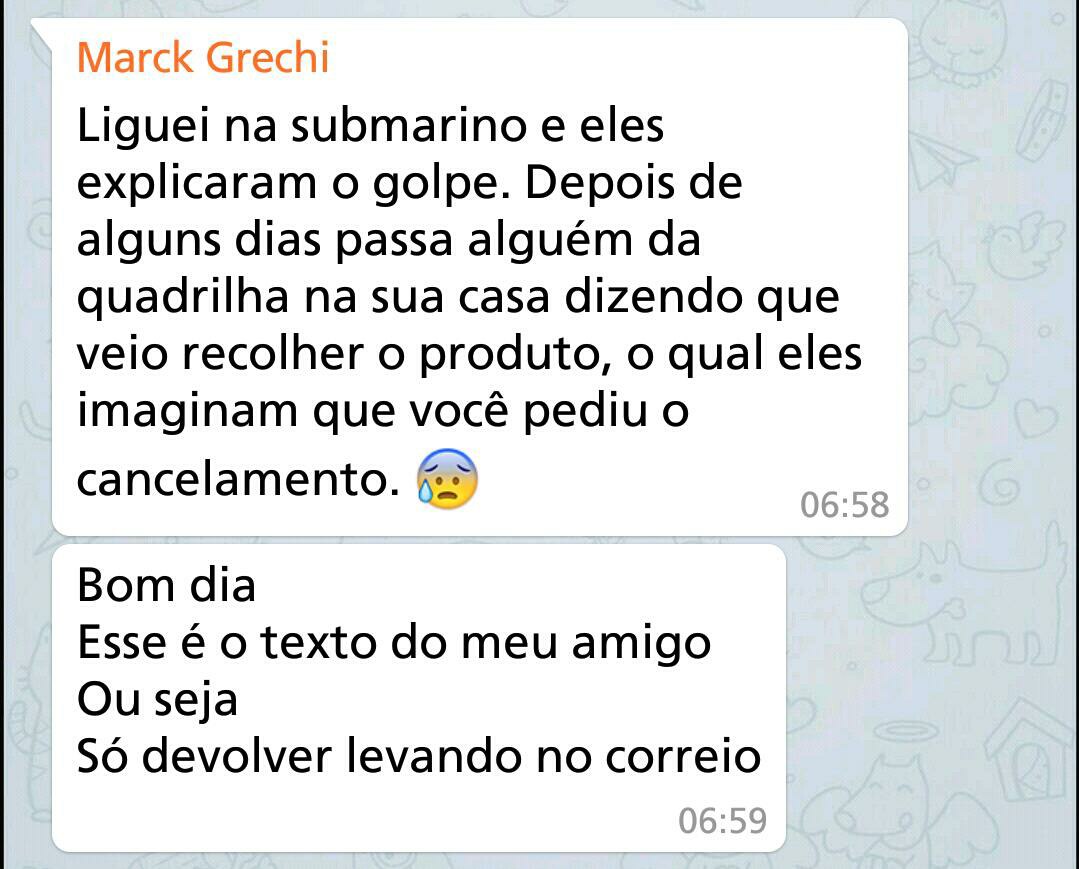 Marck Grechi
Liguei na submarino e eles
explicaram o golpe. Depois de
alguns dias passa alguém da
quadrilha na sua casa dizendo que
veio recolher o produto, o qual eles
imaginam que você pediu o
cancelamento. 😰
06:58
Bom dia
Esse é o texto do meu amigo
Ou seja
Só devolver levando no correio
06:59